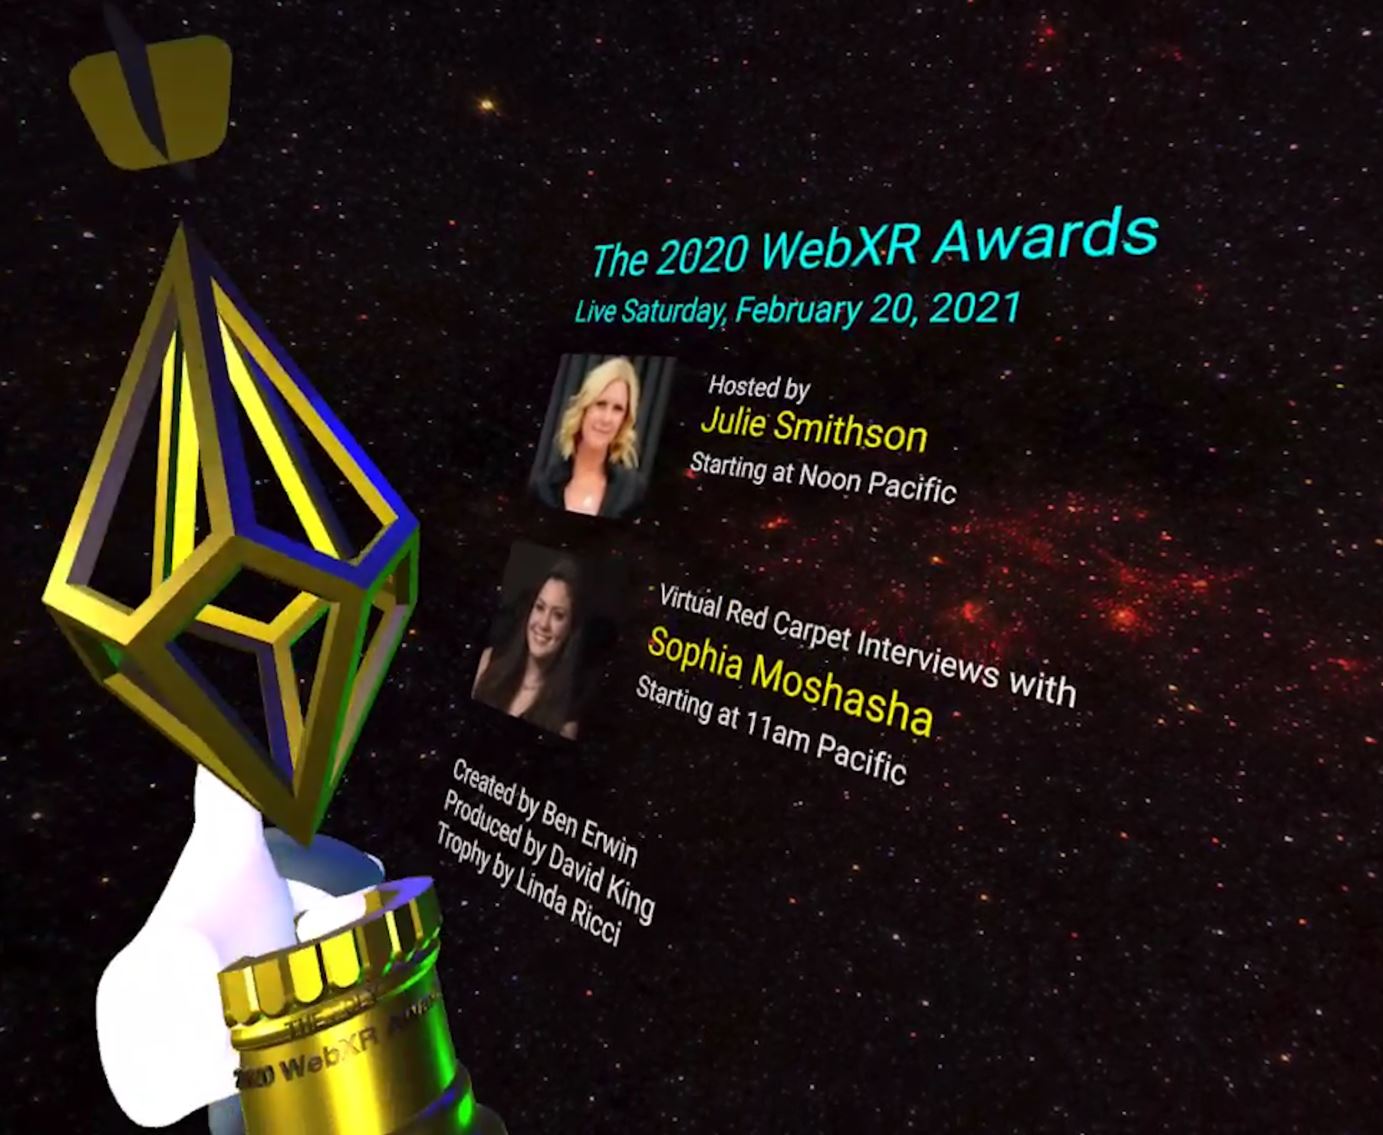 The 2020 WebXR Awards
Live Saturday, February 20, 2021
Hosted by
Julie Smithson
Starting at Noon Pacific
Virtual Red Carpet Interviews with
Sophia Moshasha
Starting at 11am Pacific
Created by Ben Erwin
Produced by David King
Trophy by Linda Ricci
2020 WebXR